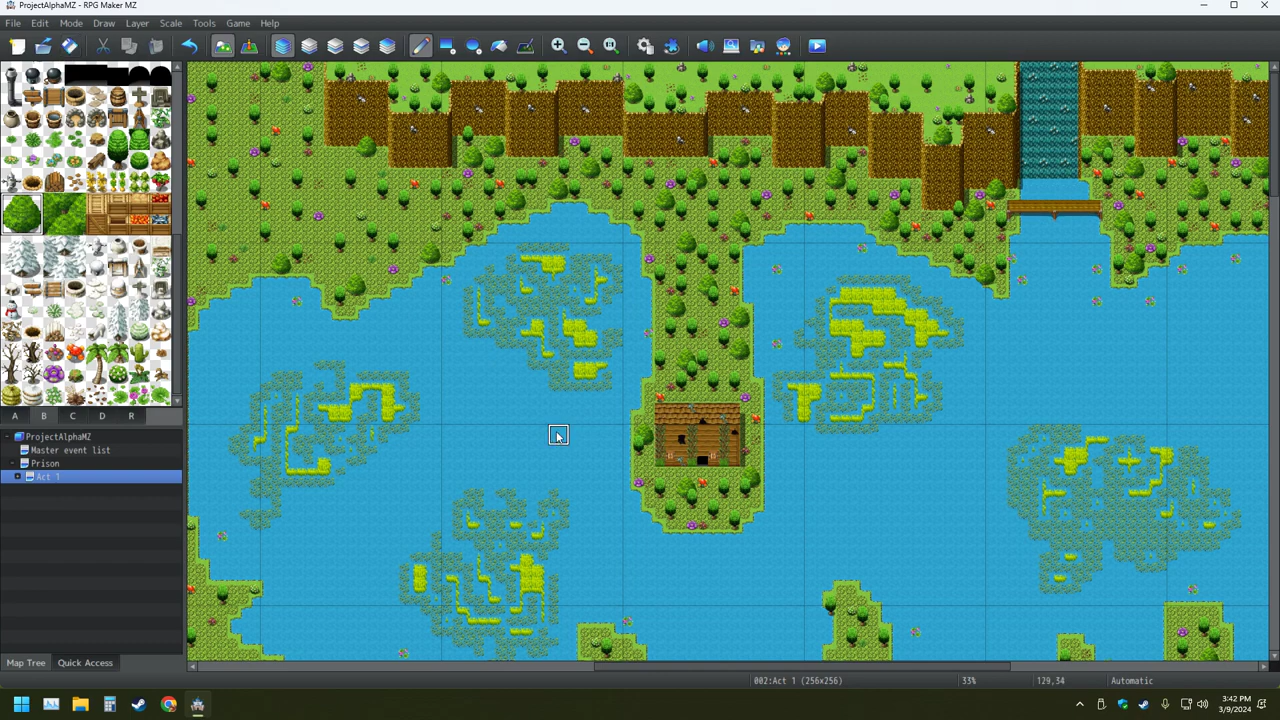 ProjectAlphaMZ - RPG Maker MZ
File Edit Mode Draw Layer Scale Tools Game Help
A B C D R
ProjectAlphaMZ
Master event list
Prison
Act 1
Map Tree Quick Access
002:Act 1 (256x256) 33% 129,34 Automatic
3:42 PM
3/9/2024